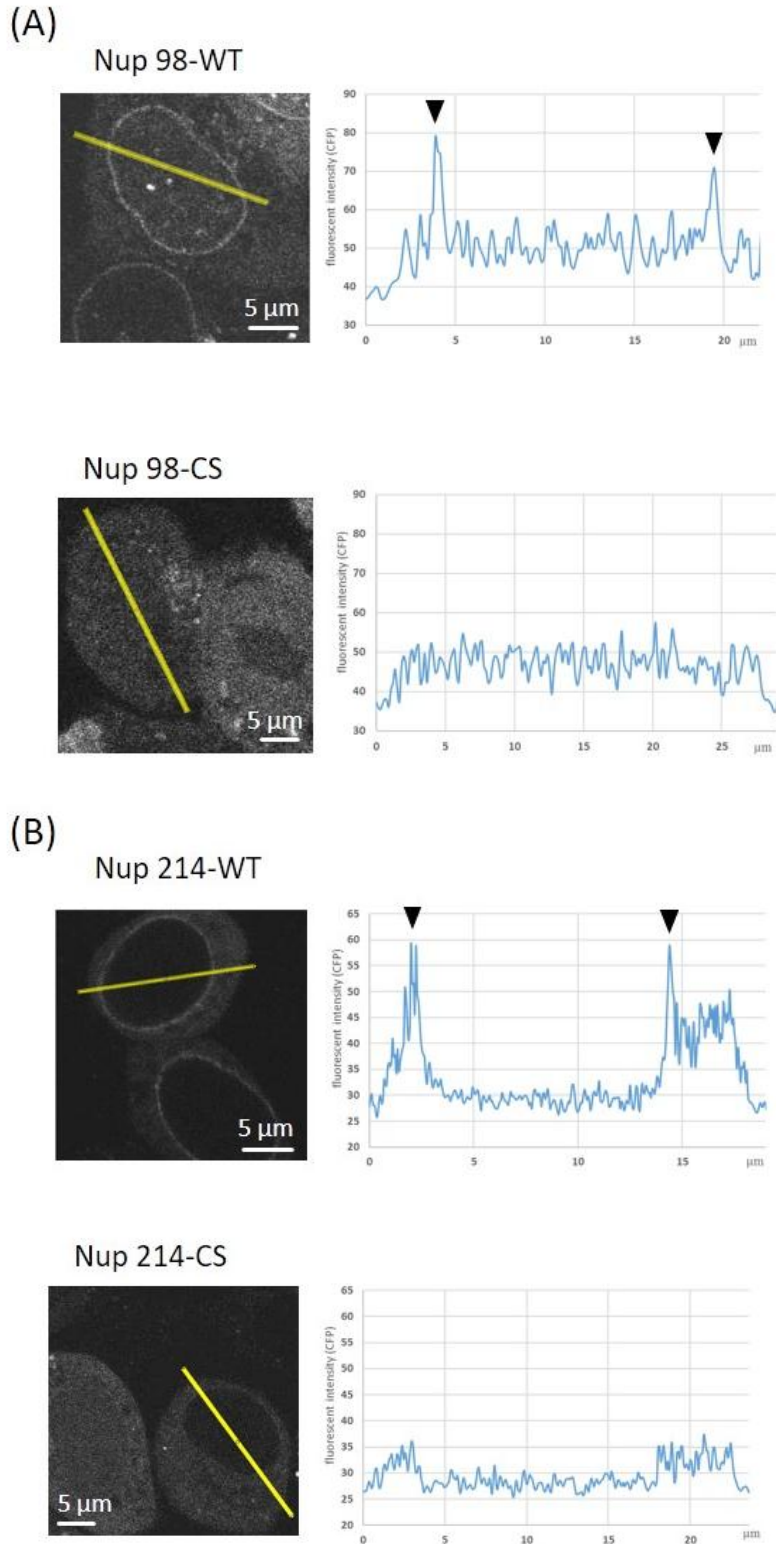 (A)
Nup 98-WT
fluorescent intensity (CFP)
90
80
70
60
50
40
30
0 5 10 15 20 μm
5 μm
Nup 98-CS
fluorescent intensity (CFP)
90
80
70
60
50
40
30
0 5 10 15 20 25 μm
5 μm
(B)
Nup 214-WT
fluorescent intensity (CFP)
65
60
55
50
45
40
35
30
25
20
0 5 10 15 μm
5 μm
Nup 214-CS
fluorescent intensity (CFP)
65
60
55
50
45
40
35
30
25
20
0 5 10 15 20 μm
5 μm